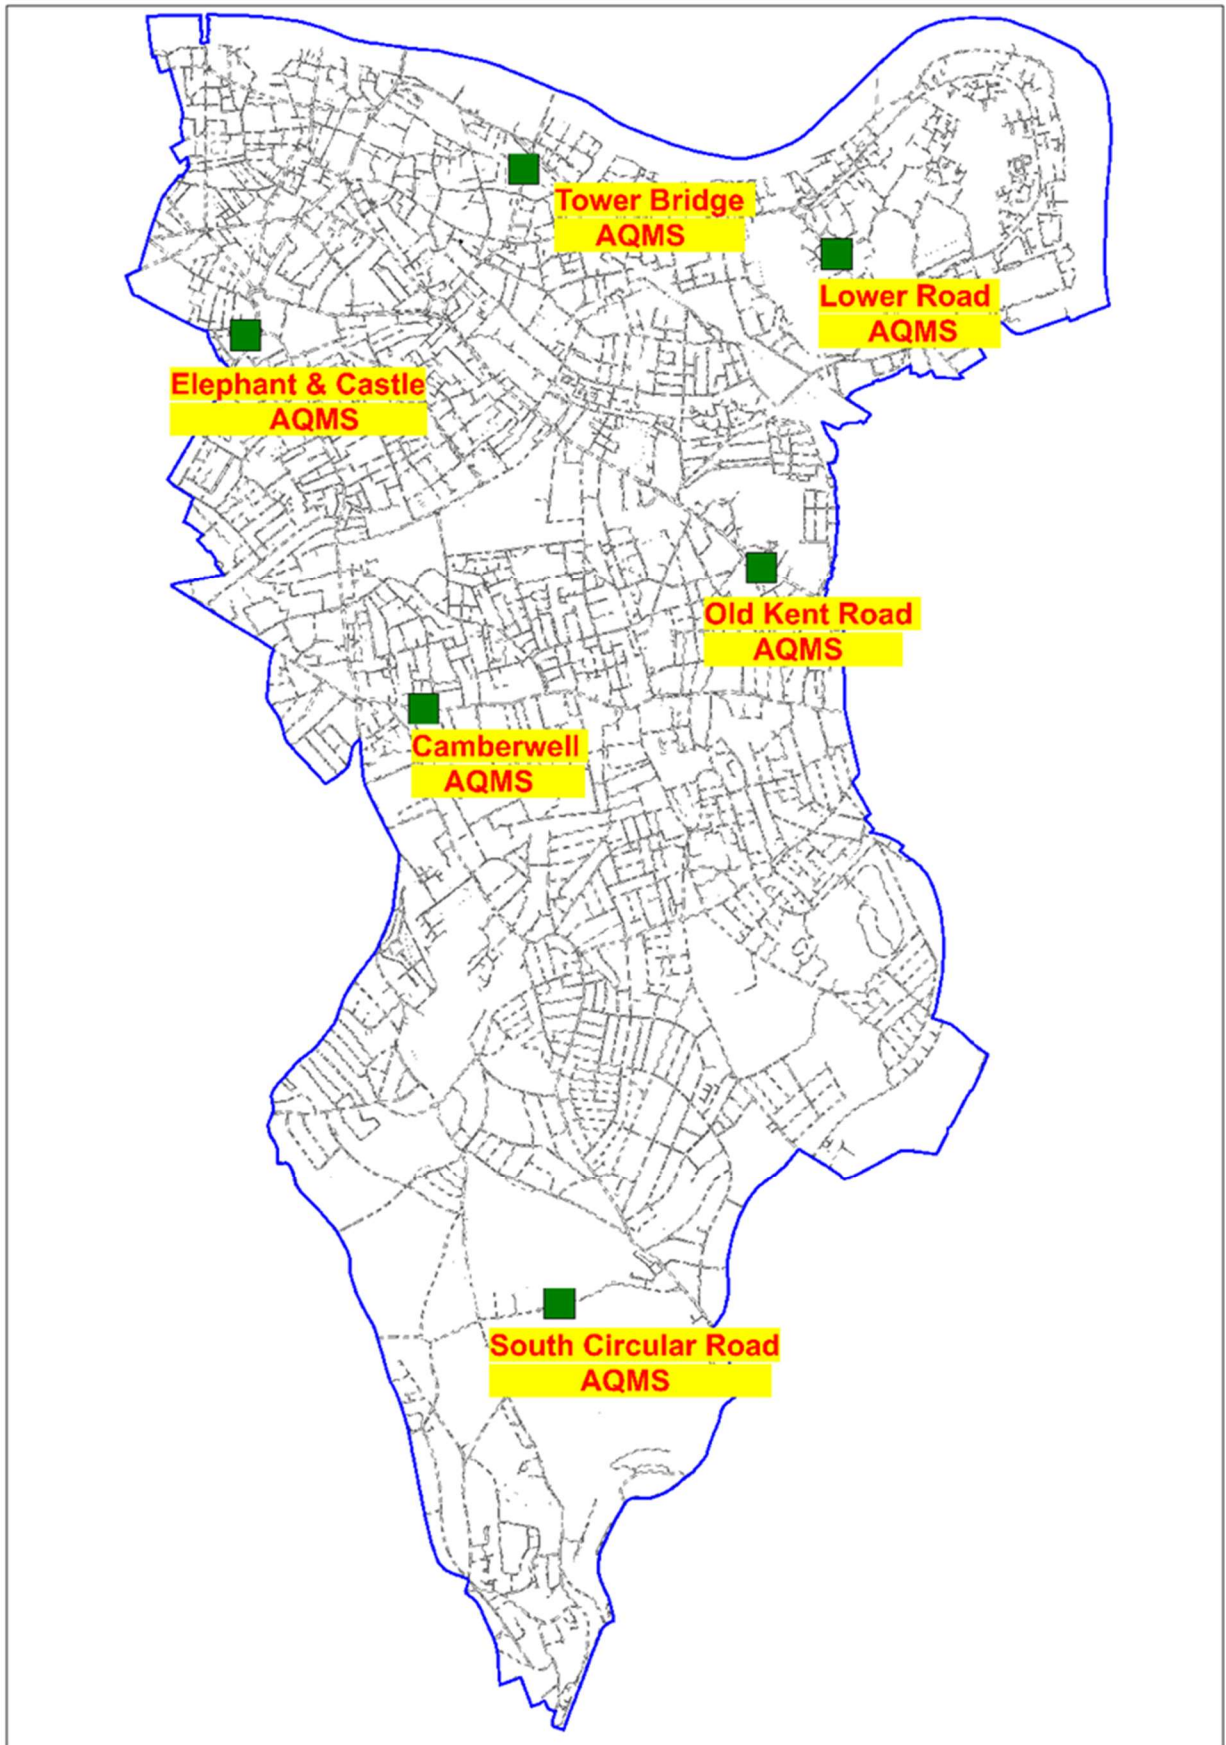 Tower Bridge
AQMS
Lower Road
AQMS
Elephant & Castle
AQMS
Old Kent Road
AQMS
Camberwell
AQMS
South Circular Road
AQMS